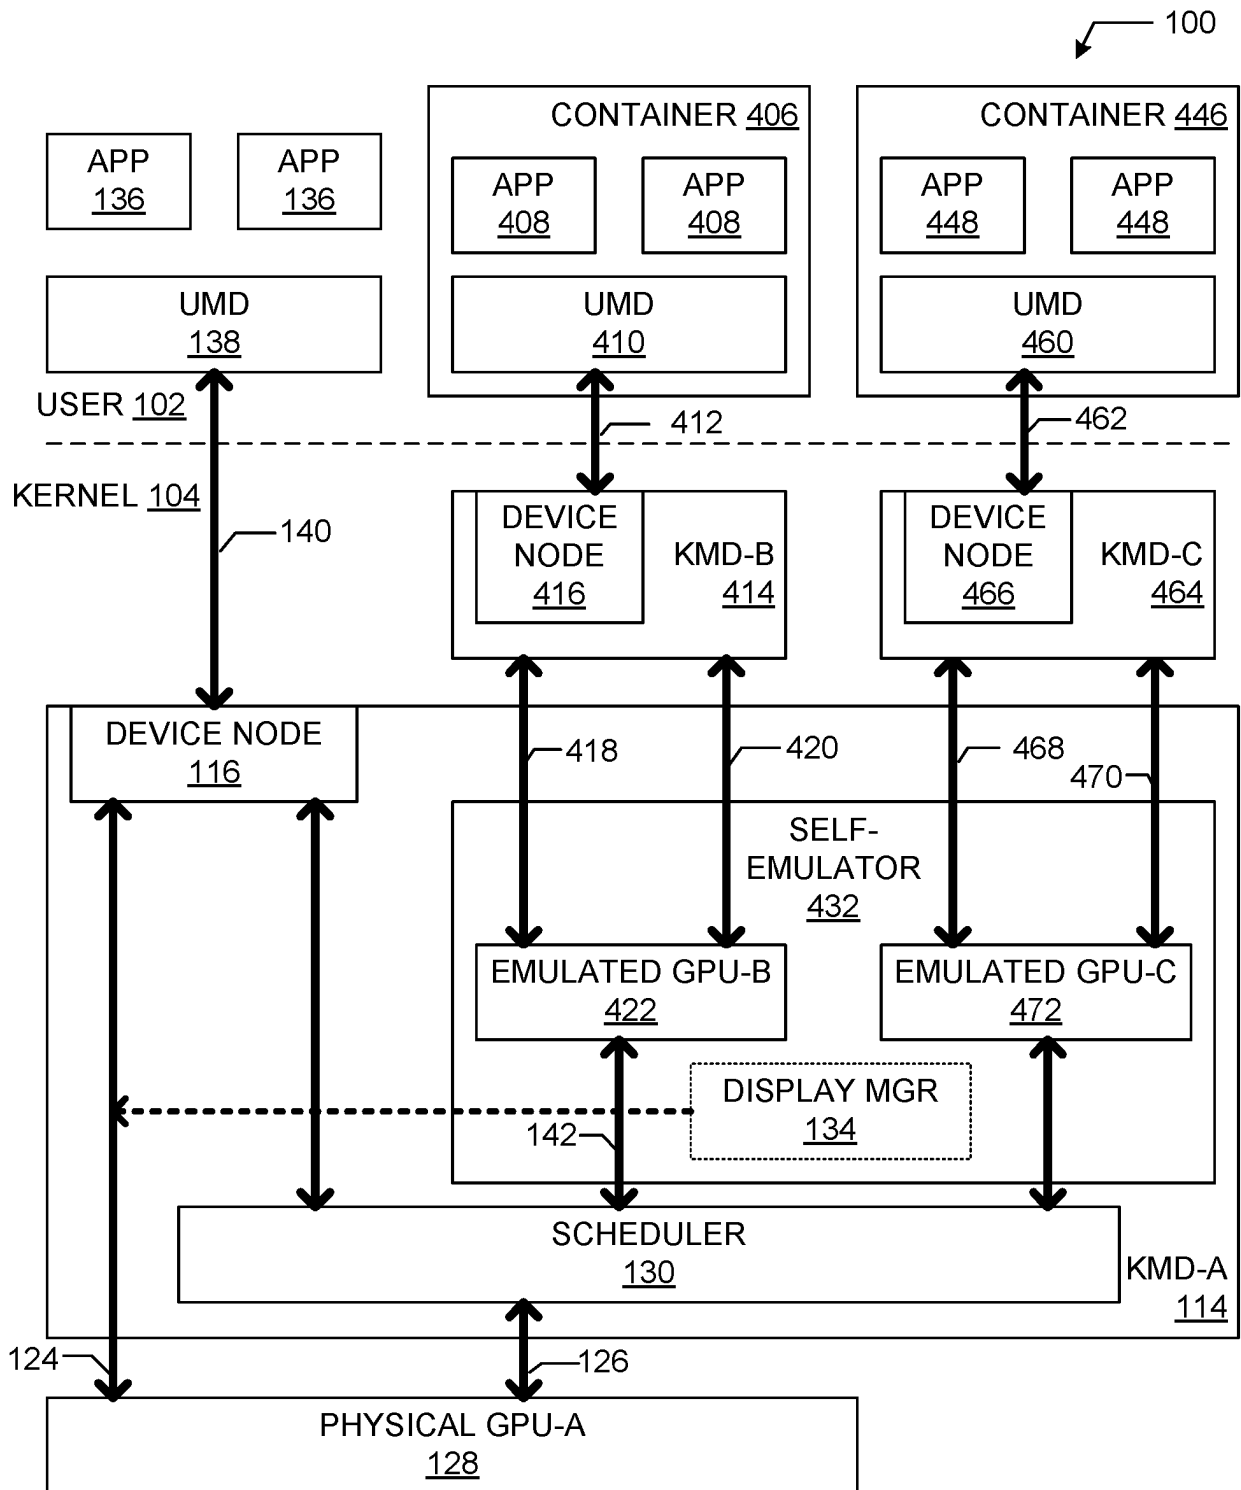 100
CONTAINER 406
CONTAINER 446
APP
136
APP
136
APP
408
APP
408
APP
448
APP
448
UMD
138
UMD
410
UMD
460
USER 102
412
462
KERNEL 104
140
DEVICE
NODE
416
KMD-B
414
DEVICE
NODE
466
KMD-C
464
DEVICE NODE
116
418
420
468
470
SELF-
EMULATOR
432
EMULATED GPU-B
422
EMULATED GPU-C
472
DISPLAY MGR
134
142
SCHEDULER
130
KMD-A
114
124
126
PHYSICAL GPU-A
128